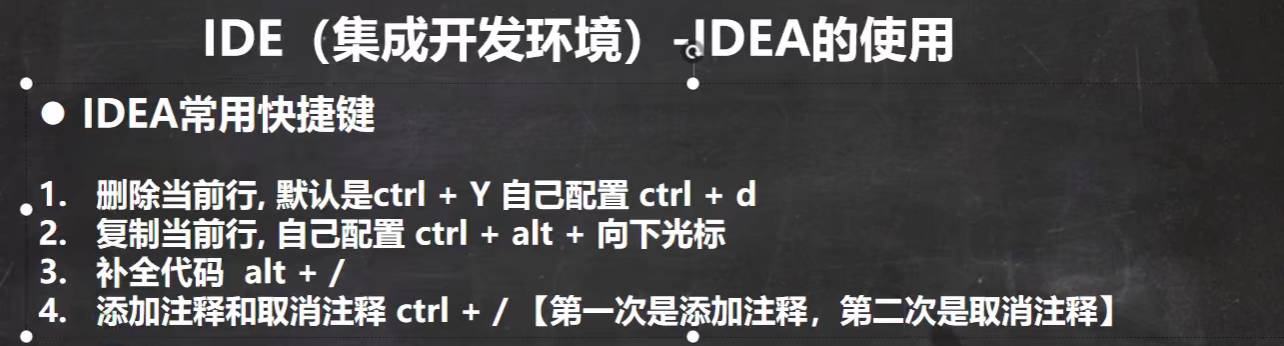 IDE（集成开发环境）-IDEA的使用
● IDEA常用快捷键
1. 删除当前行, 默认是ctrl + Y 自己配置 ctrl + d
2. 复制当前行, 自己配置 ctrl + alt + 向下光标
3. 补全代码 alt + /
4. 添加注释和取消注释 ctrl + / 【第一次是添加注释，第二次是取消注释】